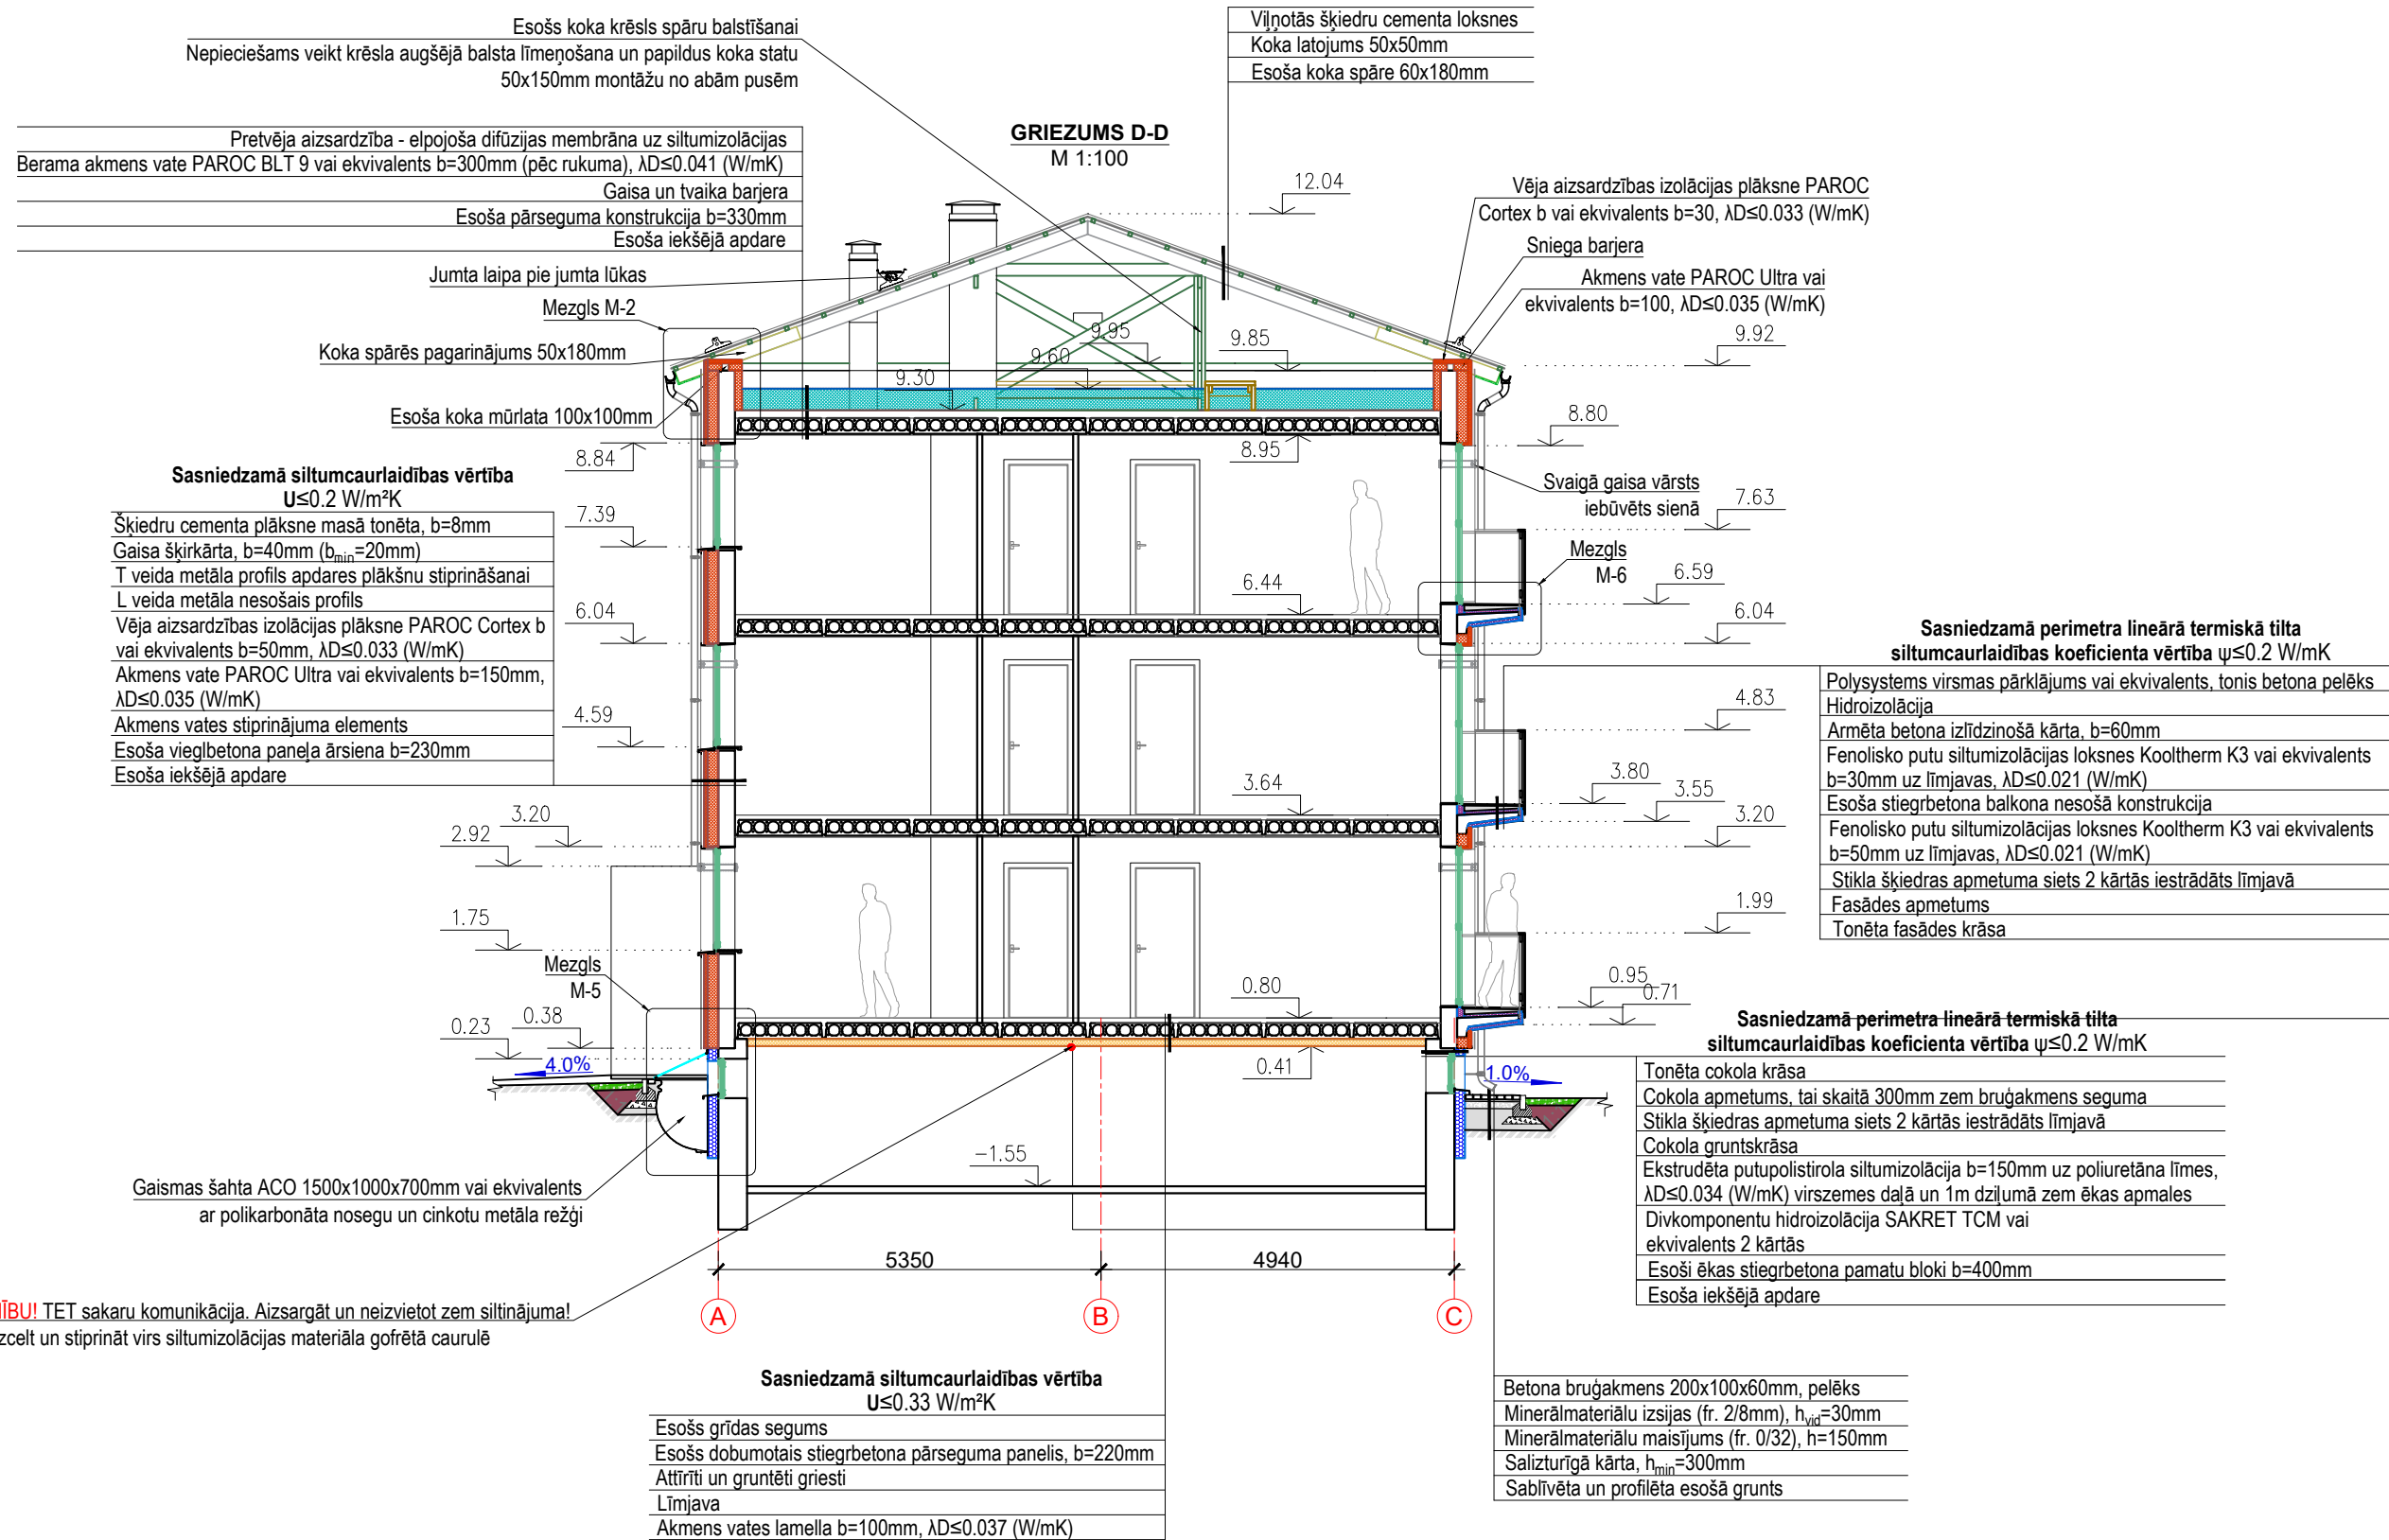 Esošs koka krēsls spāru balstīšanai
Nepieciešams veikt krēsla augšējā balsta līmeņošana un papildus koka statu
50x150mm montāžu no abām pusēm
Viļņotās šķiedru cementa loksnes
Koka latojums 50x50mm
Esoša koka spāre 60x180mm
GRIEZUMS D-D
M 1:100
Pretvēja aizsardzība - elpojoša difūzijas membrāna uz siltumizolācijas
Berama akmens vate PAROC BLT 9 vai ekvivalents b=300mm (pēc rukuma), λD≤0.041 (W/mK)
Gaisa un tvaika barjera
Esoša pārseguma konstrukcija b=330mm
Esoša iekšējā apdare
Jumta laipa pie jumta lūkas
Mezgls M-2
Koka spārēs pagarinājums 50x180mm
Esoša koka mūrlata 100x100mm
12.04
Vēja aizsardzības izolācijas plāksne PAROC
Cortex b vai ekvivalents b=30, λD≤0.033 (W/mK)
Sniega barjera
Akmens vate PAROC Ultra vai
ekvivalents b=100, λD≤0.035 (W/mK)
9.95
9.85
9.92
9.60
9.30
8.80
8.84
8.95
Sasniedzamā siltumcaurlaidības vērtība
U≤0.2 W/m²K
Šķiedru cementa plāksne masā tonēta, b=8mm
Gaisa šķirkārta, b=40mm (bmin=20mm)
T veida metāla profils apdares plākšnu stiprināšanai
L veida metāla nesošais profils
Vēja aizsardzības izolācijas plāksne PAROC Cortex b
vai ekvivalents b=50mm, λD≤0.033 (W/mK)
Akmens vate PAROC Ultra vai ekvivalents b=150mm,
λD≤0.035 (W/mK)
Akmens vates stiprinājuma elements
Esoša vieglbetona paneļa ārsiena b=230mm
Esoša iekšējā apdare
7.39
6.04
4.59
3.20
2.92
1.75
Mezgls
M-5
0.38
0.23
4.0%
Svaigā gaisa vārsts
iebūvēts sienā
7.63
Mezgls
M-6
6.59
6.44
6.04
4.83
3.80
3.64
3.55
3.20
1.99
0.95
0.80
0.71
0.41
1.0%
-1.55
Sasniedzamā perimetra lineārā termiskā tilta
siltumcaurlaidības koeficienta vērtība ψ≤0.2 W/mK
Polysystems virsmas pārklājums vai ekvivalents, tonis betona pelēks
Hidroizolācija
Armēta betona izlīdzinošā kārta, b=60mm
Fenolisko putu siltumizolācijas loksnes Kooltherm K3 vai ekvivalents
b=30mm uz līmjavas, λD≤0.021 (W/mK)
Esoša stiegrbetona balkona nesošā konstrukcija
Fenolisko putu siltumizolācijas loksnes Kooltherm K3 vai ekvivalents
b=50mm uz līmjavas, λD≤0.021 (W/mK)
Stikla šķiedras apmetuma siets 2 kārtās iestrādāts līmjavā
Fasādes apmetums
Tonēta fasādes krāsa
Sasniedzamā perimetra lineārā termiskā tilta
siltumcaurlaidības koeficienta vērtība ψ≤0.2 W/mK
Tonēta cokola krāsa
Cokola apmetums, tai skaitā 300mm zem bruģakmens seguma
Stikla šķiedras apmetuma siets 2 kārtās iestrādāts līmjavā
Cokola gruntskrāsa
Ekstrudēta putupolistirola siltumizolācija b=150mm uz poliuretāna līmes,
λD≤0.034 (W/mK) virszemes daļā un 1m dziļumā zem ēkas apmales
Divkomponentu hidroizolācija SAKRET TCM vai
ekvivalents 2 kārtās
Esoši ēkas stiegrbetona pamatu bloki b=400mm
Esoša iekšējā apdare
Gaismas šahta ACO 1500x1000x700mm vai ekvivalents
ar polikarbonāta nosegu un cinkotu metāla režģi
5350
4940
A
B
C
ĪBU! TET sakaru komunikācija. Aizsargāt un neizvietot zem siltinājuma!
zcelt un stiprināt virs siltumizolācijas materiāla gofrētā caurulē
Sasniedzamā siltumcaurlaidības vērtība
U≤0.33 W/m²K
Esošs grīdas segums
Esošs dobumotais stiegrbetona pārseguma panelis, b=220mm
Attīrīti un gruntēti griesti
Līmjava
Akmens vates lamella b=100mm, λD≤0.037 (W/mK)
Betona bruģakmens 200x100x60mm, pelēks
Minerālmateriālu izsijas (fr. 2/8mm), hvid=30mm
Minerālmateriālu maisījums (fr. 0/32), h=150mm
Salizturīgā kārta, hmin=300mm
Sablīvēta un profilēta esošā grunts